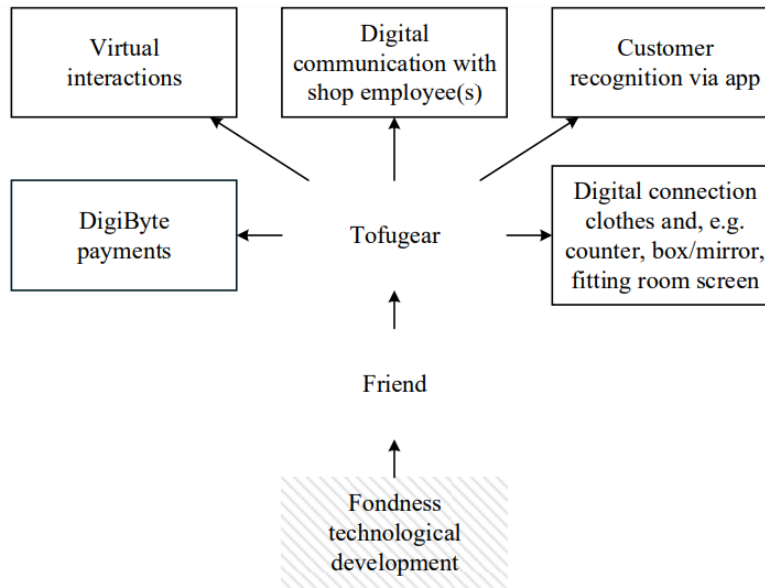 Virtual
interactions
Digital
communication with
shop employee(s)
Customer
recognition via app
DigiByte
payments
Tofugear
Digital connection
clothes and, e.g.
counter, box/mirror,
fitting room screen
Friend
Fondness
technological
development